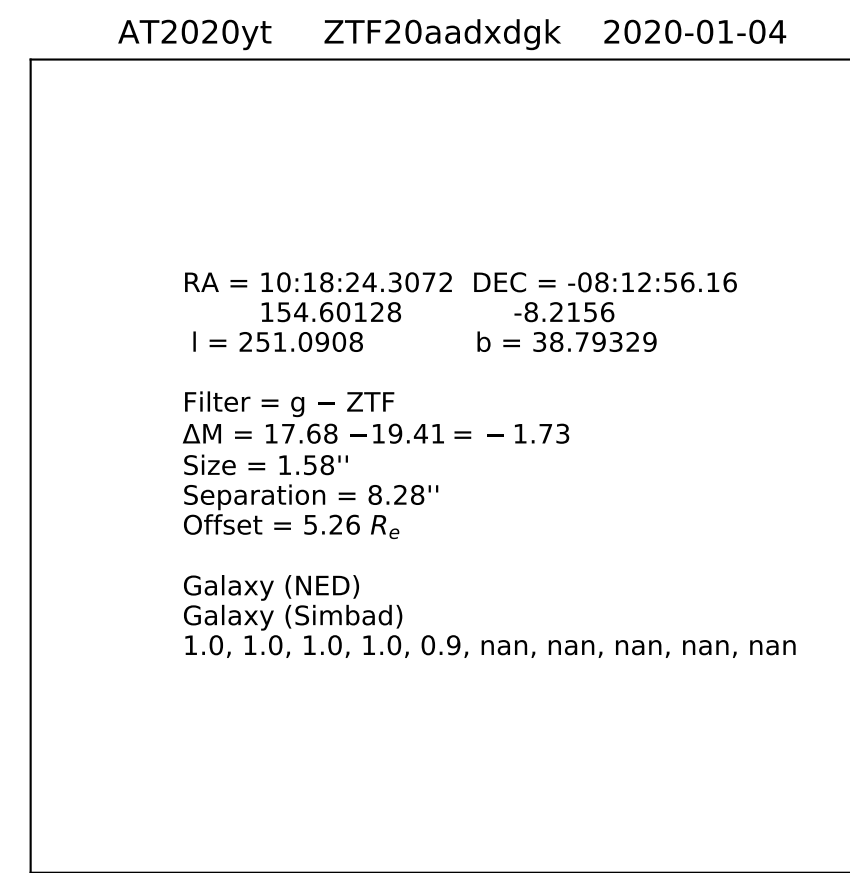 AT2020yt ZTF20aadxdgk 2020-01-04
RA = 10:18:24.3072 DEC = -08:12:56.16
154.60128 -8.2156
l = 251.0908 b = 38.79329
Filter = g − ZTF
ΔM = 17.68 −19.41 = − 1.73
Size = 1.58''
Separation = 8.28''
Offset = 5.26 Rₑ
Galaxy (NED)
Galaxy (Simbad)
1.0, 1.0, 1.0, 1.0, 0.9, nan, nan, nan, nan, nan